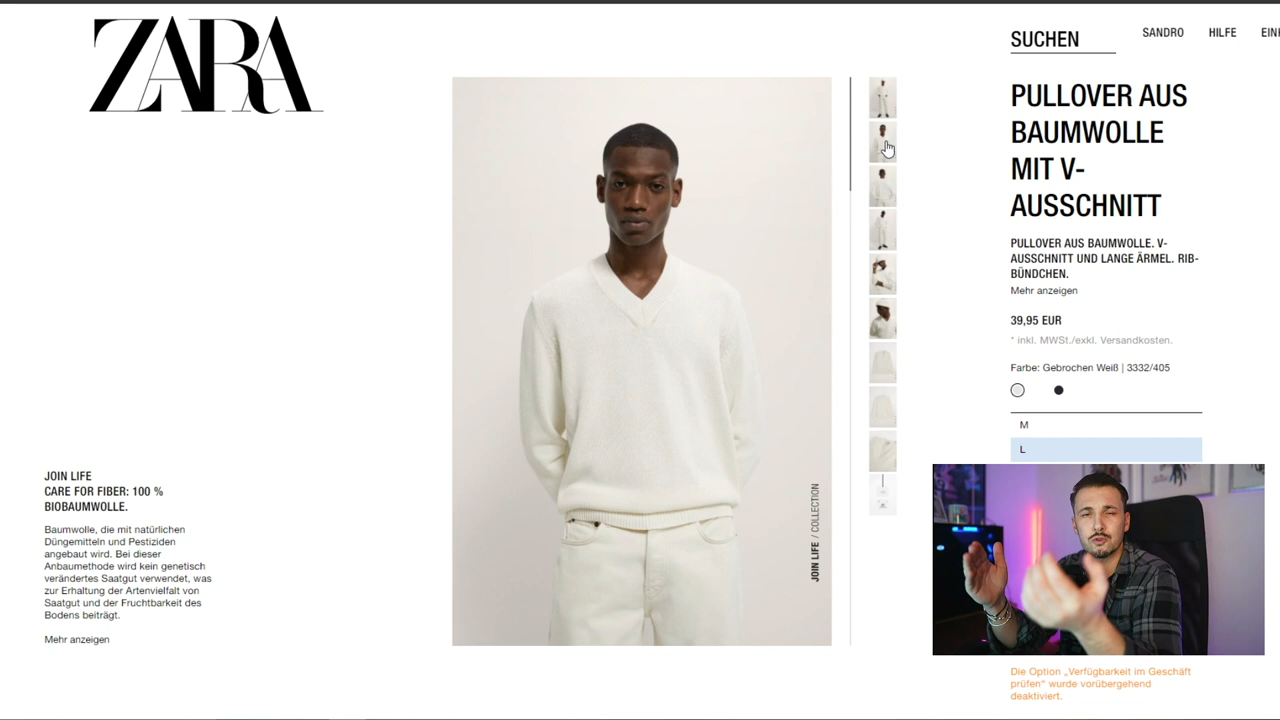 ZARA
SUCHEN
SANDRO
HILFE
PULLOVER AUS
BAUMWOLLE
MIT V-
AUSSCHNITT
PULLOVER AUS BAUMWOLLE. V-
AUSSCHNITT UND LANGE ÄRMEL. RIB-
BÜNDCHEN.
Mehr anzeigen
39,95 EUR
* inkl. MWSt./exkl. Versandkosten.
Farbe: Gebrochen Weiß | 3332/405
M
L
JOIN LIFE
CARE FOR FIBER: 100 %
BIOBAUMWOLLE.
Baumwolle, die mit natürlichen
Düngemitteln und Pestiziden
angebaut wird. Bei dieser
Anbaumethode wird kein genetisch
verändertes Saatgut verwendet, was
zur Erhaltung der Artenvielfalt von
Saatgut und der Fruchtbarkeit des
Bodens beiträgt.
Mehr anzeigen
JOIN LIFE / COLLECTION
Die Option „Verfügbarkeit im Geschäft
prüfen" wurde vorübergehend
deaktiviert.